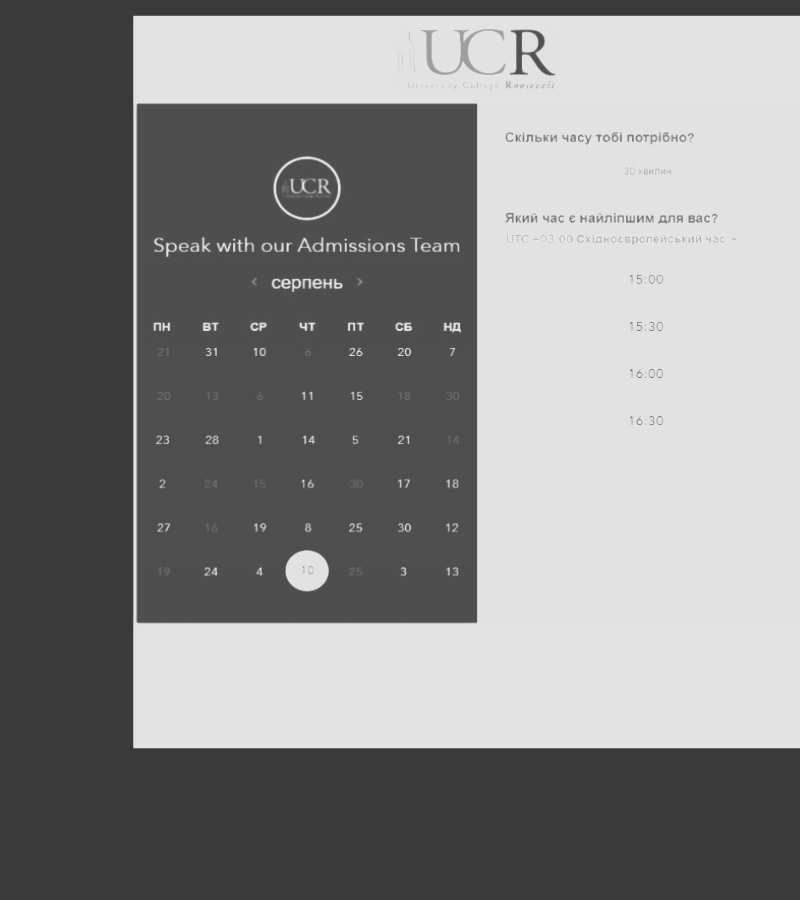 UCR
University College Roosevelt
UCR
Speak with our Admissions Team
< серпень >
ПН ВТ СР ЧТ ПТ СБ НД
21 31 10 6 26 20 7
20 13 6 11 15 18 30
23 28 1 14 5 21 14
2 24 15 16 30 17 18
27 16 19 8 25 30 12
19 24 4 10 25 3 13
Скільки часу тобі потрібно?
30 хвилин
Який час є найліпшим для вас?
UTC +03:00 Східноєвропейський час
15:00
15:30
16:00
16:30